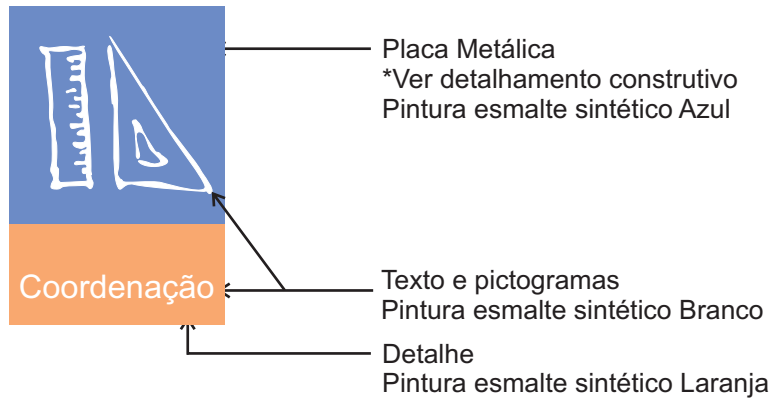 Placa Metálica
*Ver detalhamento construtivo
Pintura esmalte sintético Azul
Coordenação
Texto e pictogramas
Pintura esmalte sintético Branco
Detalhe
Pintura esmalte sintético Laranja